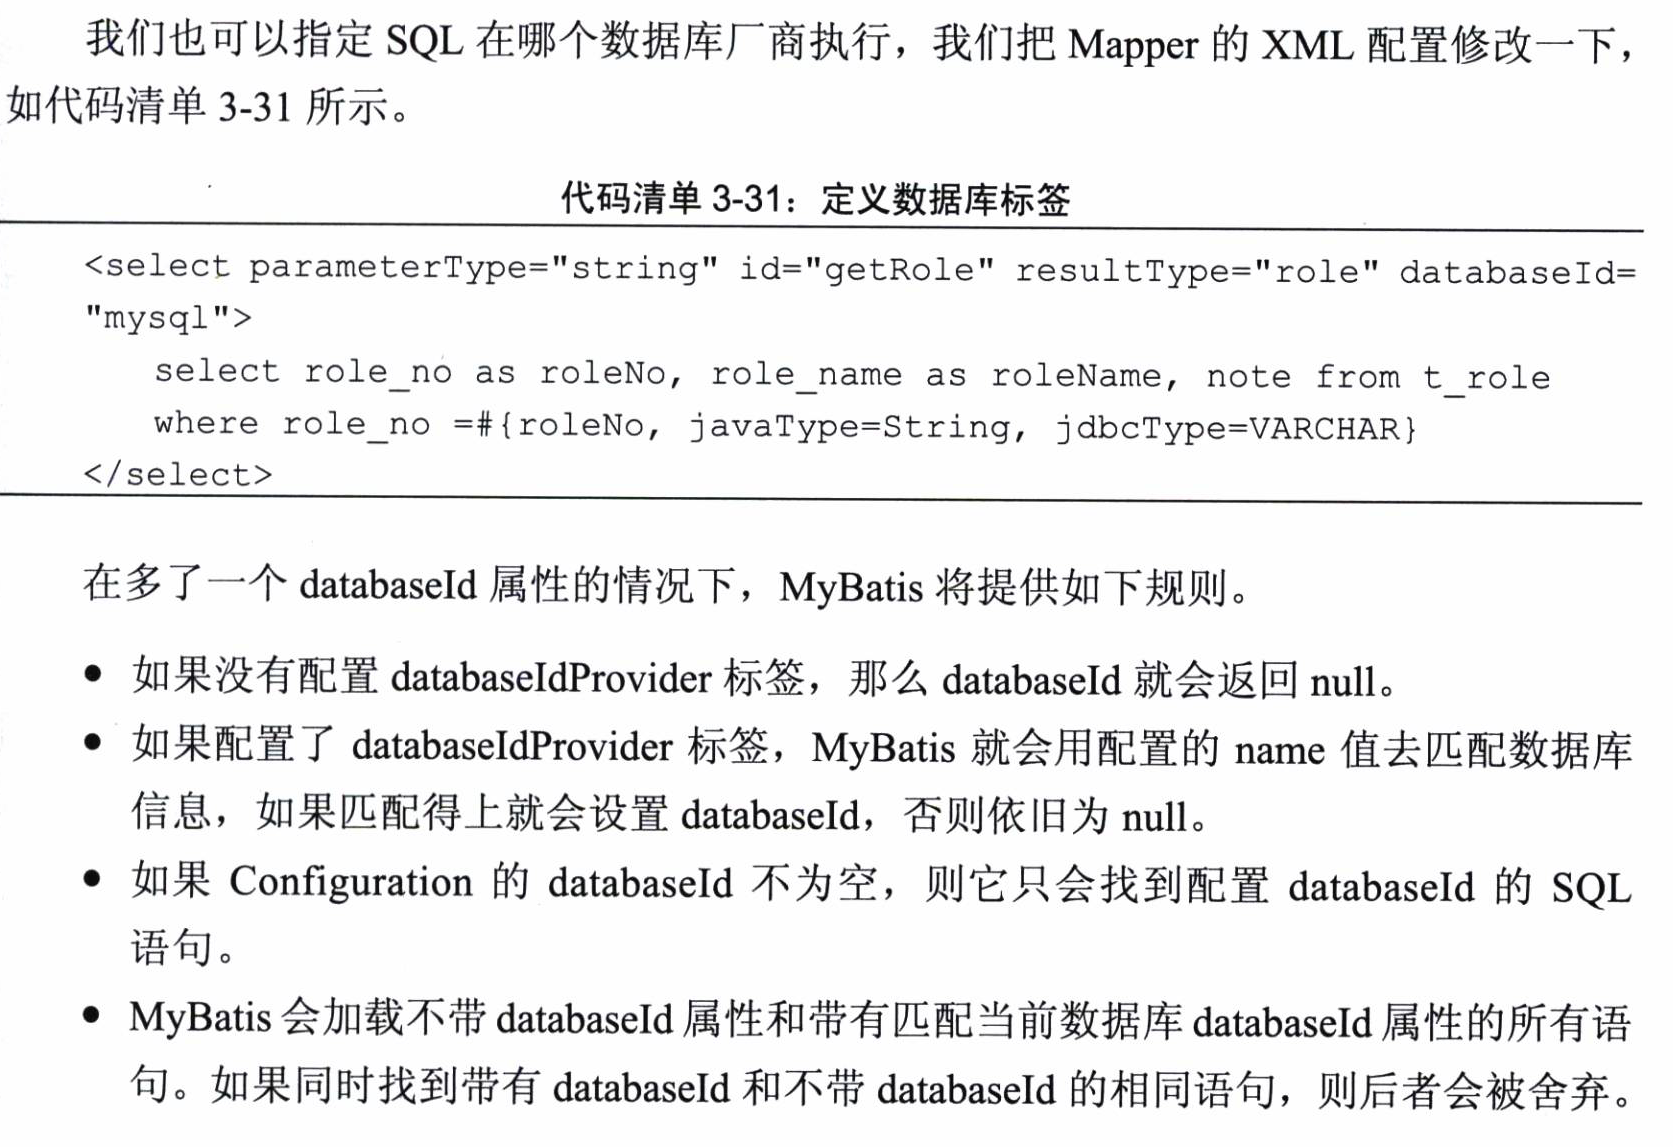 我们也可以指定 SQL 在哪个数据库厂商执行，我们把 Mapper 的 XML 配置修改一下，
如代码清单 3-31 所示。
代码清单 3-31：定义数据库标签
<select parameterType="string" id="getRole" resultType="role" databaseId=
"mysql">
select role_no as roleNo, role_name as roleName, note from t_role
where role_no =#{roleNo, javaType=String, jdbcType=VARCHAR}
</select>
在多了一个 databaseId 属性的情况下，MyBatis 将提供如下规则。
● 如果没有配置 databaseIdProvider 标签，那么 databaseId 就会返回 null。
● 如果配置了 databaseIdProvider 标签，MyBatis 就会用配置的 name 值去匹配数据库
信息，如果匹配得上就会设置 databaseId，否则依旧为 null。
● 如果 Configuration 的 databaseId 不为空，则它只会找到配置 databaseId 的 SQL
语句。
● MyBatis 会加载不带 databaseId 属性和带有匹配当前数据库 databaseId 属性的所有语
句。如果同时找到带有 databaseId 和不带 databaseId 的相同语句，则后者会被舍弃。